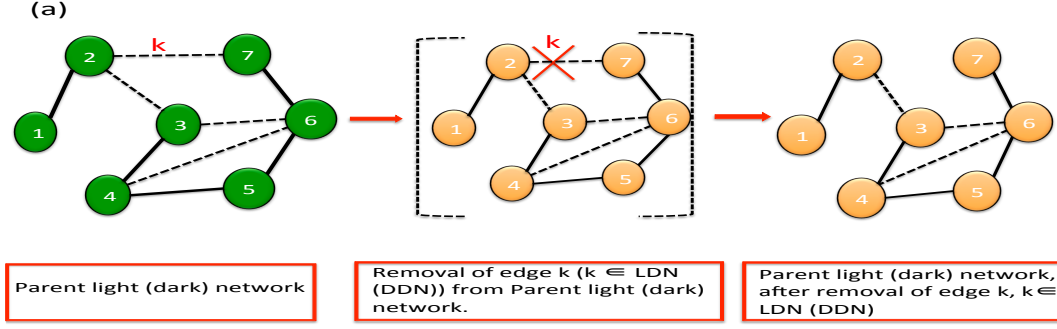 (a)
k
2
7
1
3
6
4
5
k
2
7
1
3
6
4
5
2
7
1
3
6
4
5
Parent light (dark) network
Removal of edge k (k ∈ LDN
(DDN)) from Parent light (dark)
network.
Parent light (dark) network,
after removal of edge k, k∈
LDN (DDN)